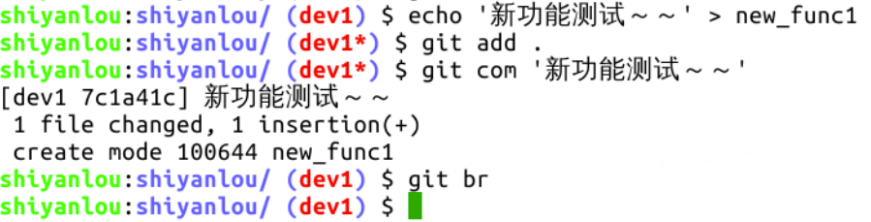 shiyanlou:shiyanlou/ (dev1) $ echo '新功能测试～～' > new_func1
shiyanlou:shiyanlou/ (dev1*) $ git add .
shiyanlou:shiyanlou/ (dev1*) $ git com '新功能测试～～'
[dev1 7c1a41c] 新功能测试～～
 1 file changed, 1 insertion(+)
 create mode 100644 new_func1
shiyanlou:shiyanlou/ (dev1) $ git br
shiyanlou:shiyanlou/ (dev1) $